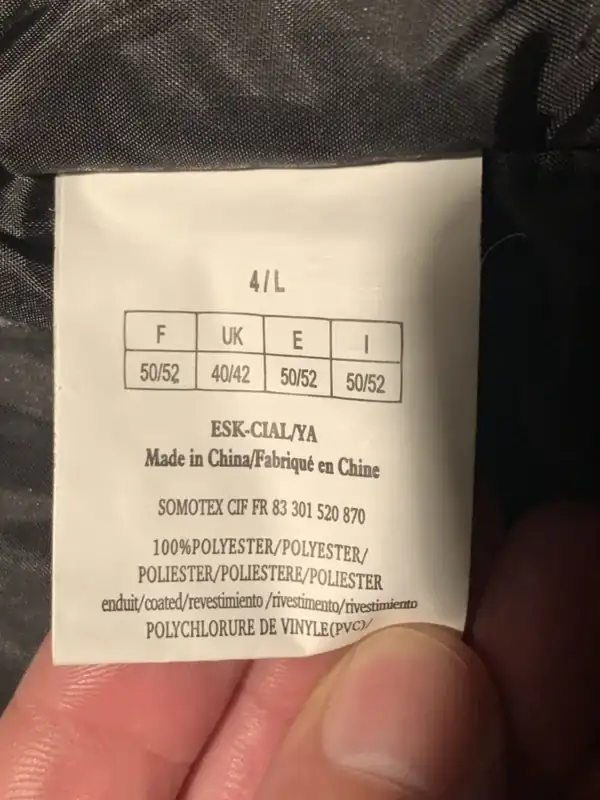 4/L
F UK E I
50/52 40/42 50/52 50/52
ESK-CIAL/YA
Made in China/Fabriqué en Chine
SOMOTEX CIF FR 83 301 520 870
100%POLYESTER/POLYESTER/
POLIESTER/POLIESTERE/POLIESTER
enduit/coated/revestimiento/rivestimento/rivestimiento
POLYCHLORURE DE VINYLE(PVC)/